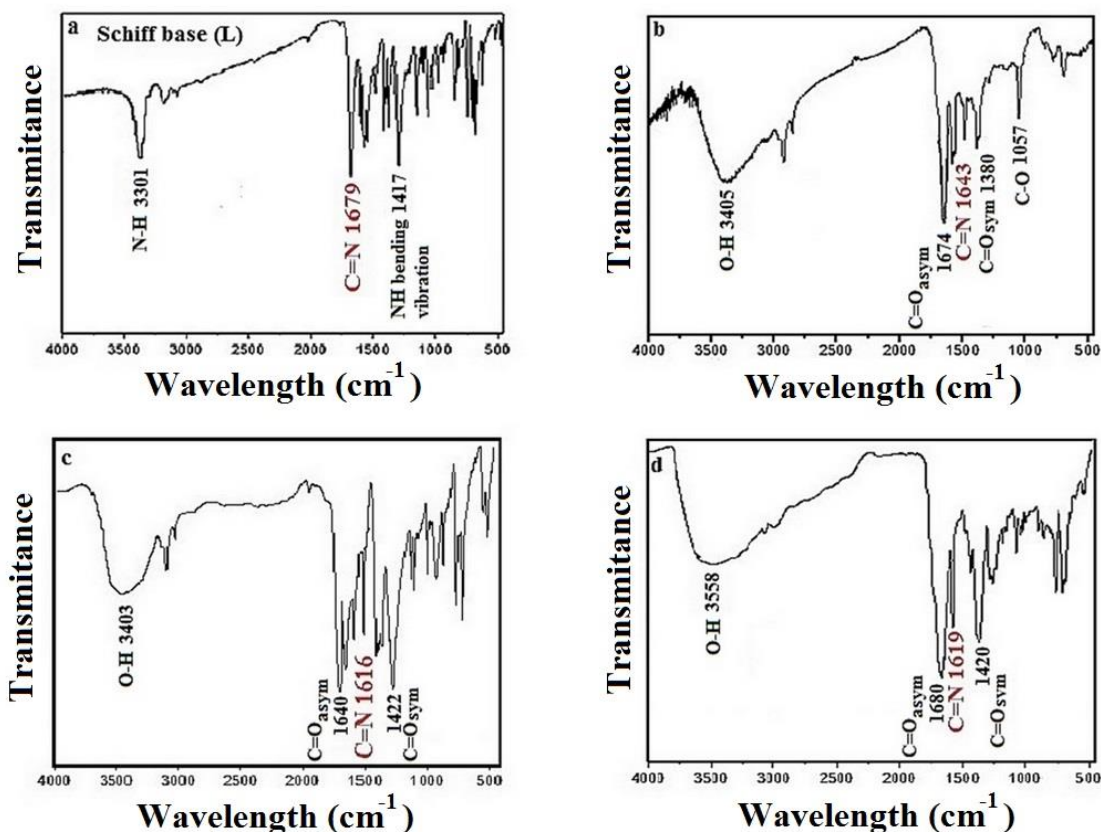 a
Schiff base (L)
Transmitance
N-H 3301
C=N 1679
NH bending 1417
vibration
4000 3500 3000 2500 2000 1500 1000 500
Wavelength (cm-1)
b
Transmitance
O-H 3405
C=Oasym
1674
C=N 1643
C=Osym 1380
C-O 1057
4000 3500 3000 2500 2000 1500 1000 500
Wavelength (cm-1)
c
Transmitance
O-H 3403
C=Oasym
1640
C=N 1616
1422
C=Osym
4000 3500 3000 2500 2000 1500 1000 500
Wavelength (cm-1)
d
Transmitance
O-H 3558
C=Oasym
1680
C=N 1619
1420
C=Osym
4000 3500 3000 2500 2000 1500 1000 500
Wavelength (cm-1)